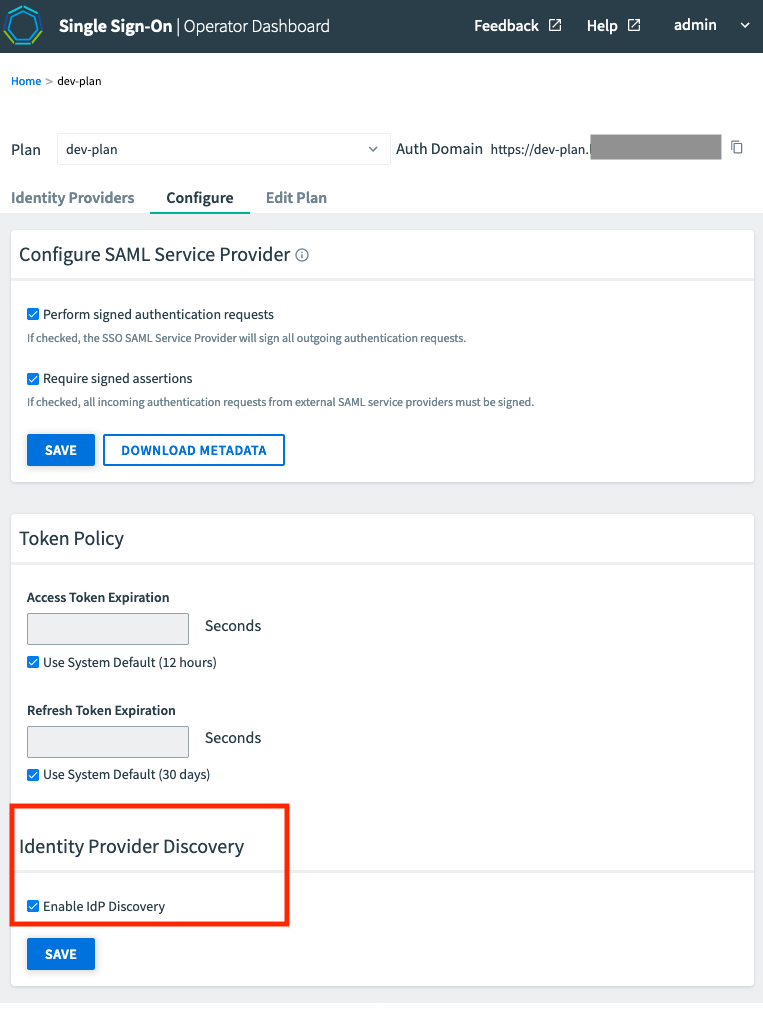 Single Sign-On | Operator Dashboard Feedback Help admin
Home > dev-plan
Plan dev-plan Auth Domain https://dev-plan.
Identity Providers Configure Edit Plan
Configure SAML Service Provider
Perform signed authentication requests
If checked, the SSO SAML Service Provider will sign all outgoing authentication requests.
Require signed assertions
If checked, all incoming authentication requests from external SAML service providers must be signed.
SAVE DOWNLOAD METADATA
Token Policy
Access Token Expiration
Seconds
Use System Default (12 hours)
Refresh Token Expiration
Seconds
Use System Default (30 days)
Identity Provider Discovery
Enable IdP Discovery
SAVE